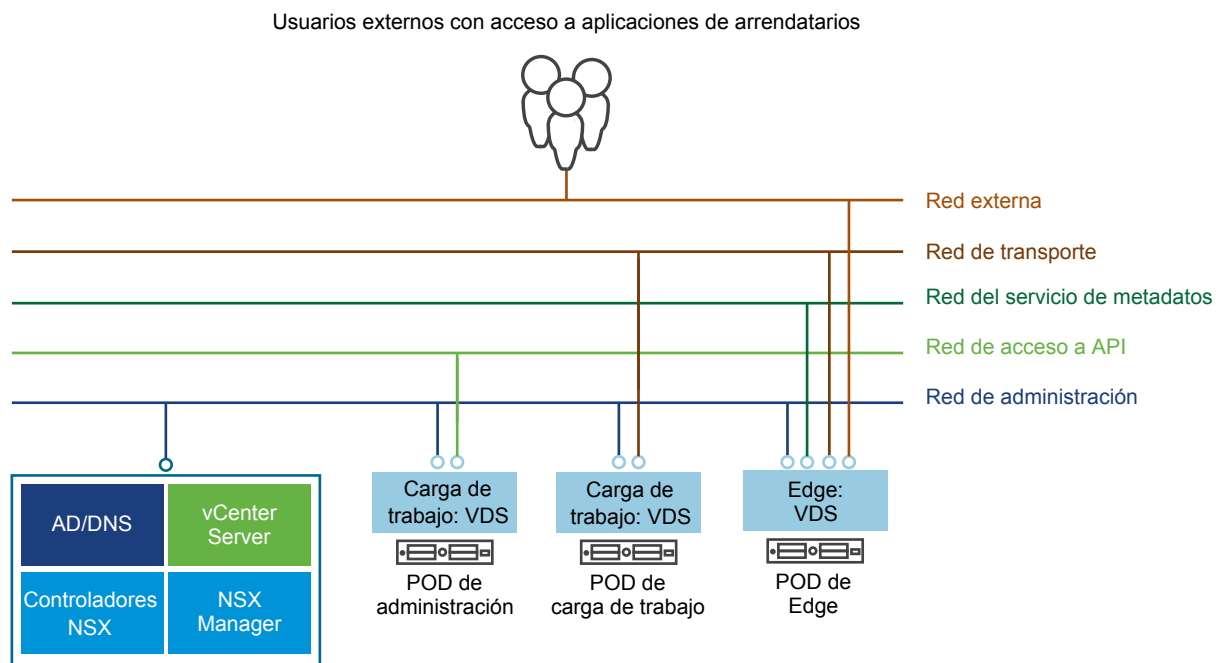 Usuarios externos con acceso a aplicaciones de arrendatarios
Red externa
Red de transporte
Red del servicio de metadatos
Red de acceso a API
Red de administración
AD/DNS
vCenter
Server
Controladores
NSX
NSX
Manager
Carga de
trabajo: VDS
POD de
administración
Carga de
trabajo: VDS
POD de
carga de trabajo
Edge:
VDS
POD de
Edge